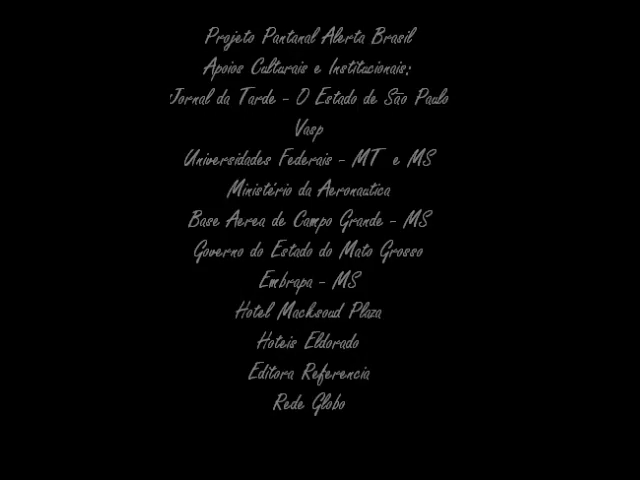 Projeto Pantanal Alerta Brasil
Apoios Culturais e Institucionais:
Jornal da Tarde - O Estado de São Paulo
Vasp
Universidades Federais - MT e MS
Ministério da Aeronautica
Base Aerea de Campo Grande - MS
Governo do Estado do Mato Grosso
Embrapa - MS
Hotel Macksoud Plaza
Hoteis Eldorado
Editora Referencia
Rede Globo